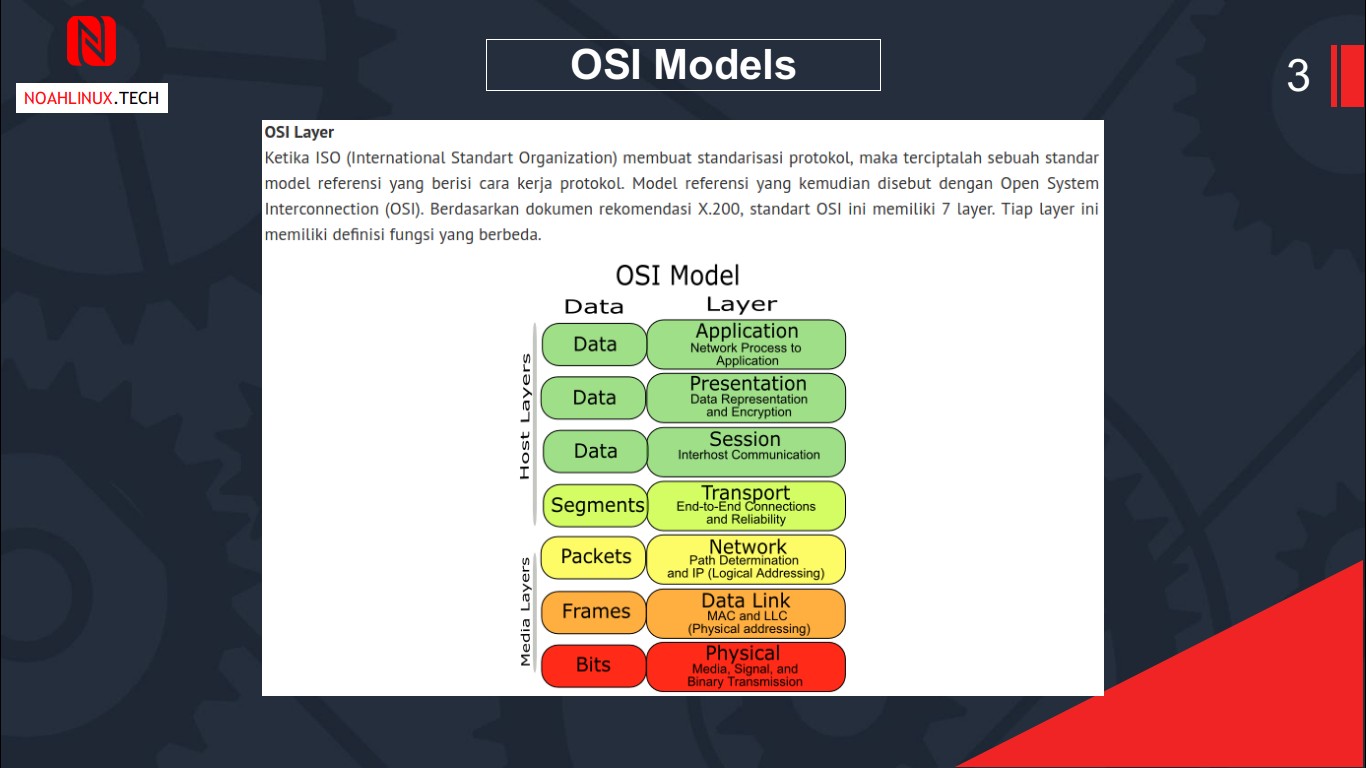 OSI Models
3
NOAHLINUX.TECH
OSI Layer
Ketika ISO (International Standart Organization) membuat standarisasi protokol, maka terciptalah sebuah standar
model referensi yang berisi cara kerja protokol. Model referensi yang kemudian disebut dengan Open System
Interconnection (OSI). Berdasarkan dokumen rekomendasi X.200, standart OSI ini memiliki 7 layer. Tiap layer ini
memiliki definisi fungsi yang berbeda.
OSI Model
Data
Layer
Host Layers
Data
Application
Network Process to
Application
Data
Presentation
Data Representation
and Encryption
Data
Session
Interhost Communication
Segments
Transport
End-to-End Connections
and Reliability
Media Layers
Packets
Network
Path Determination
and IP (Logical Addressing)
Frames
Data Link
MAC and LLC
(Physical addressing)
Bits
Physical
Media, Signal, and
Binary Transmission